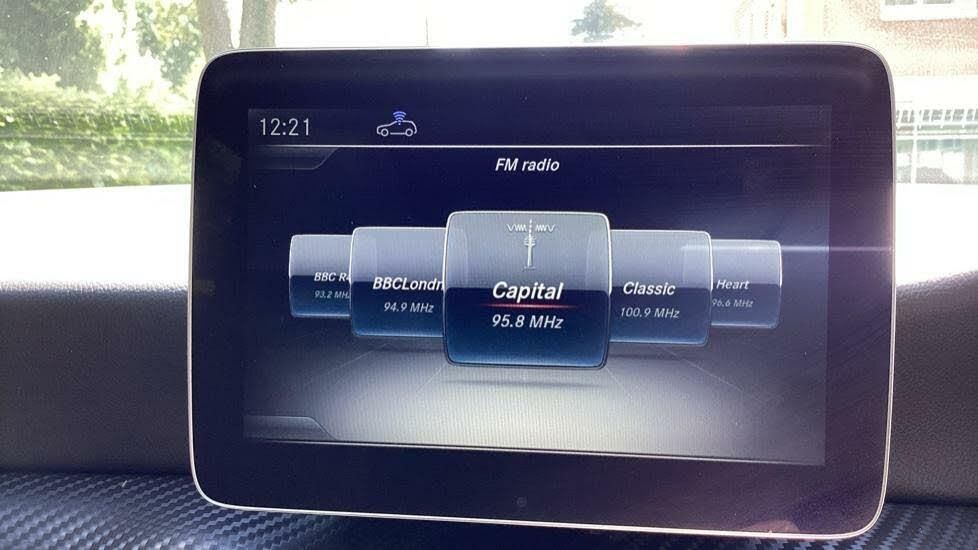 12:21
FM radio
BBC R4
93.2 MHz
BBCLondn
94.9 MHz
Capital
95.8 MHz
Classic
100.9 MHz
Heart
96.6 MHz